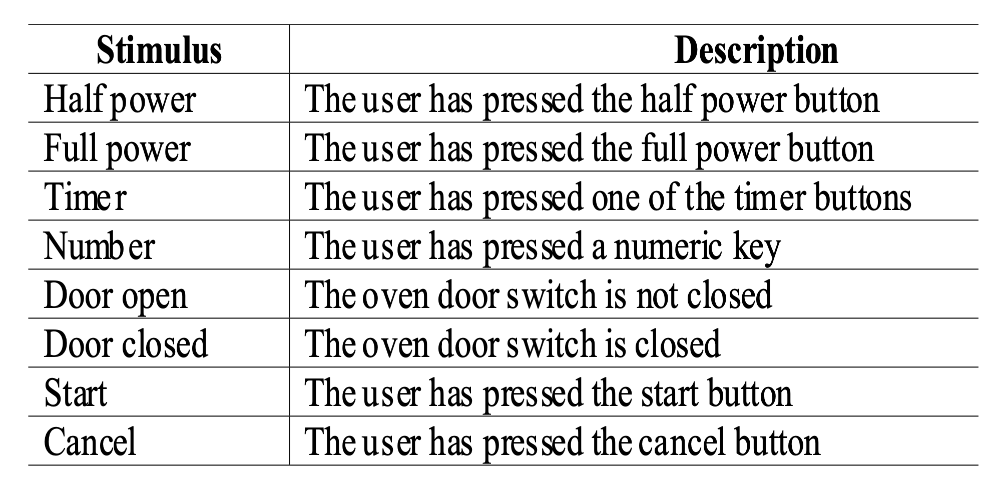 Stimulus Description
Half power The user has pressed the half power button
Full power The user has pressed the full power button
Timer The user has pressed one of the timer buttons
Number The user has pressed a numeric key
Door open The oven door switch is not closed
Door closed The oven door switch is closed
Start The user has pressed the start button
Cancel The user has pressed the cancel button